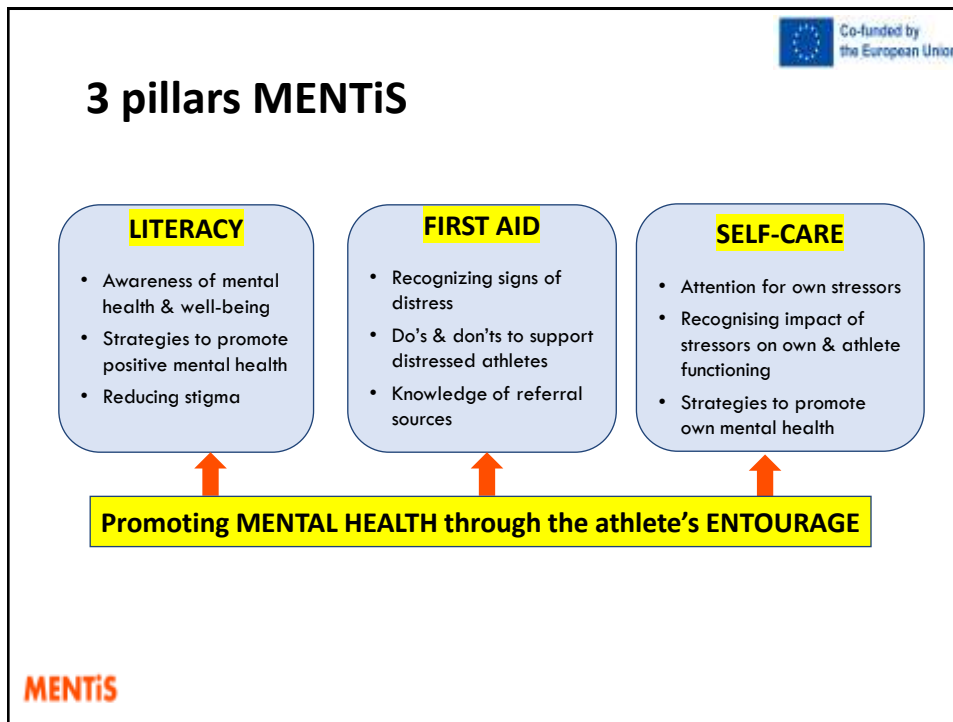 Co-funded by
the European Union
3 pillars MENTiS
LITERACY
• Awareness of mental
health & well-being
• Strategies to promote
positive mental health
• Reducing stigma
FIRST AID
• Recognizing signs of
distress
• Do's & don'ts to support
distressed athletes
• Knowledge of referral
sources
SELF-CARE
• Attention for own stressors
• Recognising impact of
stressors on own & athlete
functioning
• Strategies to promote
own mental health
Promoting MENTAL HEALTH through the athlete's ENTOURAGE
MENTiS